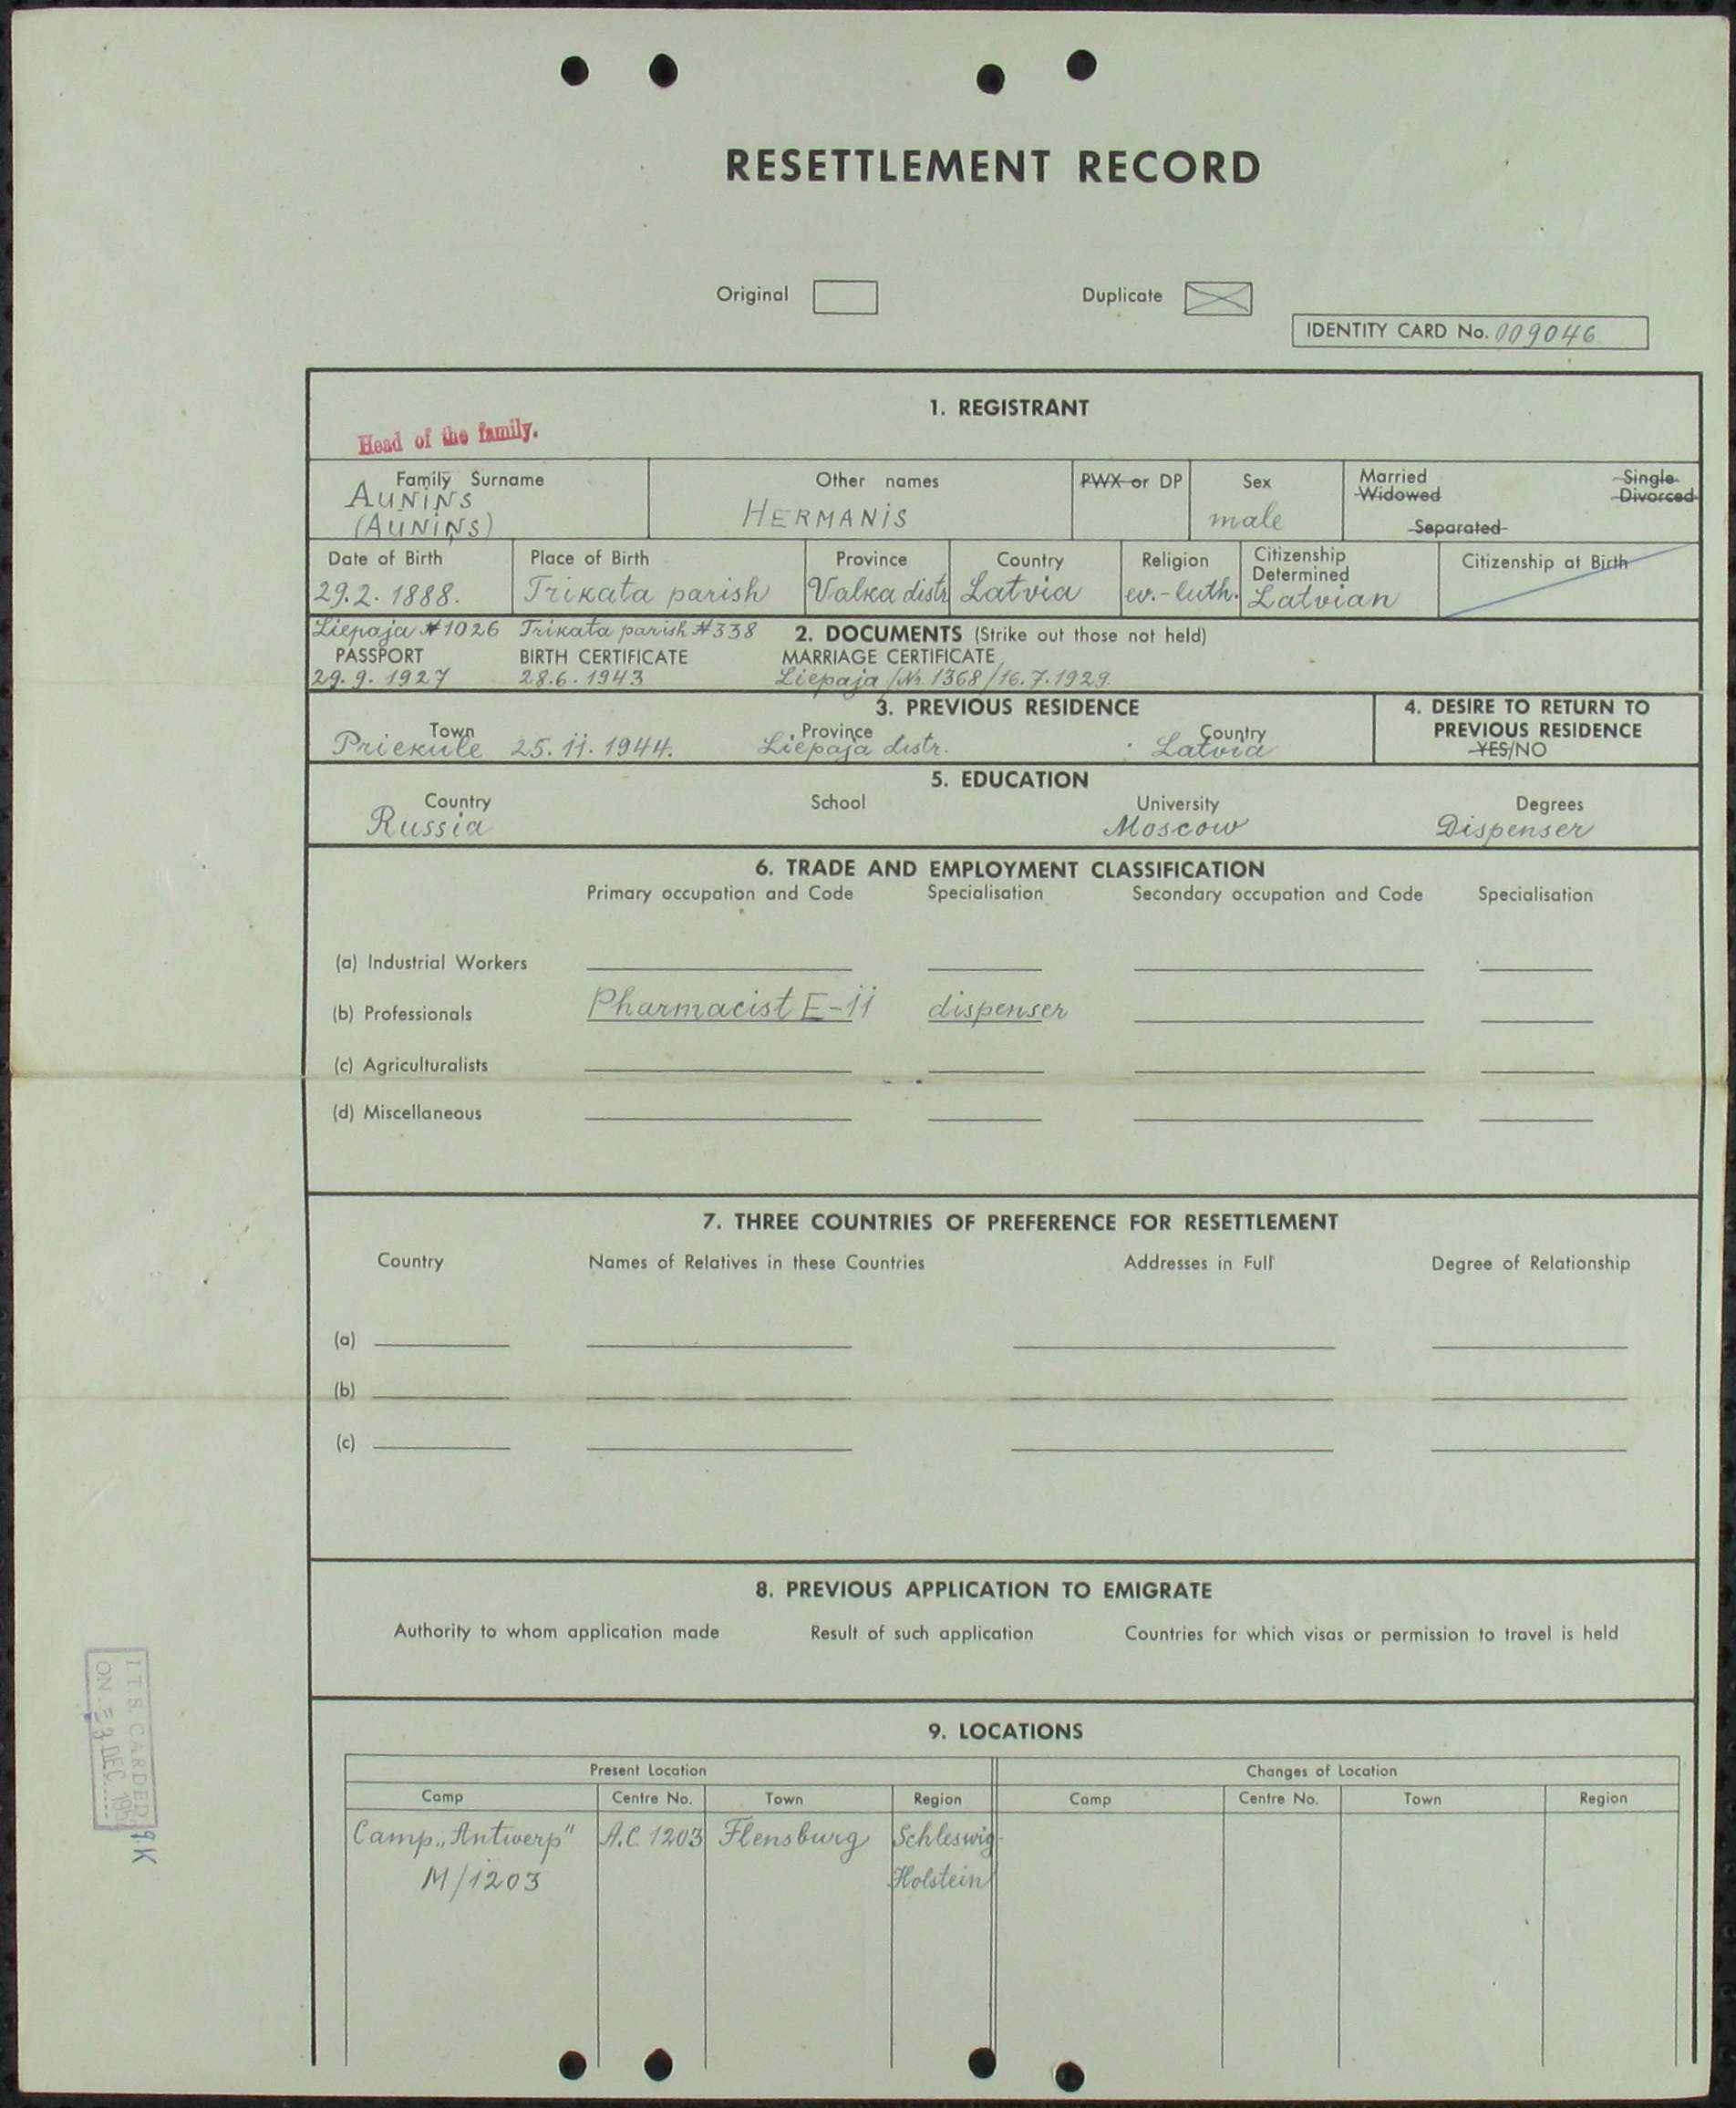 RESETTLEMENT RECORD
Original Duplicate
IDENTITY CARD No. 009046
1. REGISTRANT
Head of the family.
Family Surname Other names PWX or DP Sex Married Single
AUNINS Widowed Divorced
(AUNIŅŠ) HERMANIS male Separated
Date of Birth Place of Birth Province Country Religion Citizenship Determined Citizenship at Birth
29.2.1888. Trikata parish Valka distr Latvia ev.-luth. Latvian
Liepaja #1026 Trikata parish #338 2. DOCUMENTS (Strike out those not held)
PASSPORT BIRTH CERTIFICATE MARRIAGE CERTIFICATE
29.9.1927 28.6.1943 Liepaja /Nr. 1368/16.7.1929.
3. PREVIOUS RESIDENCE 4. DESIRE TO RETURN TO
Town Province Country PREVIOUS RESIDENCE
Priekule 25.11.1944. Liepaja distr. Latvia YES/NO
5. EDUCATION
Country School University Degrees
Russia Moscow Dispenser
6. TRADE AND EMPLOYMENT CLASSIFICATION
Primary occupation and Code Specialisation Secondary occupation and Code Specialisation
(a) Industrial Workers
(b) Professionals Pharmacist E-11 dispenser
(c) Agriculturalists
(d) Miscellaneous
7. THREE COUNTRIES OF PREFERENCE FOR RESETTLEMENT
Country Names of Relatives in these Countries Addresses in Full Degree of Relationship
(a)
(b)
(c)
8. PREVIOUS APPLICATION TO EMIGRATE
Authority to whom application made Result of such application Countries for which visas or permission to travel is held
9. LOCATIONS
Present Location Changes of Location
Camp Centre No. Town Region Camp Centre No. Town Region
Camp „Antwerp" A.C. 1203 Flensburg Schleswig-
M/1203 Holstein
I.T.S. CARDED
ON 3 DEC
9.K